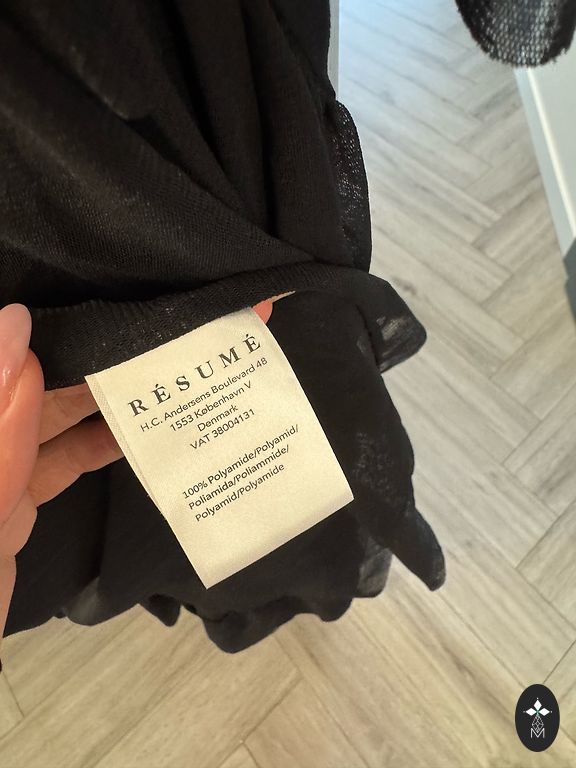 RÉSUMÉ
H.C. Andersens Boulevard 48
1553 København V
Denmark
VAT 38004131
100% Polyamide/Polyamid/
Poliamida/Poliammide/
Polyamid/Polyamide
M